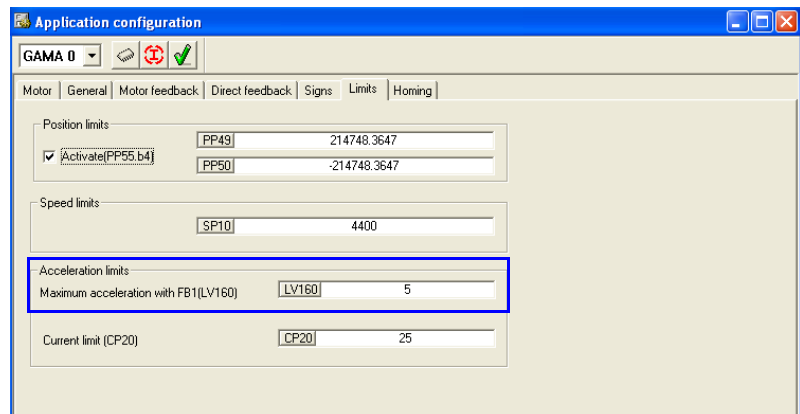 Application configuration
GAMA 0
Motor General Motor feedback Direct feedback Signs Limits Homing
Position limits
PP49 214748.3647
Activate(PP55.b4)
PP50 -214748.3647
Speed limits
SP10 4400
Acceleration limits
Maximum acceleration with FB1(LV160) LV160 5
Current limit (CP20) CP20 25